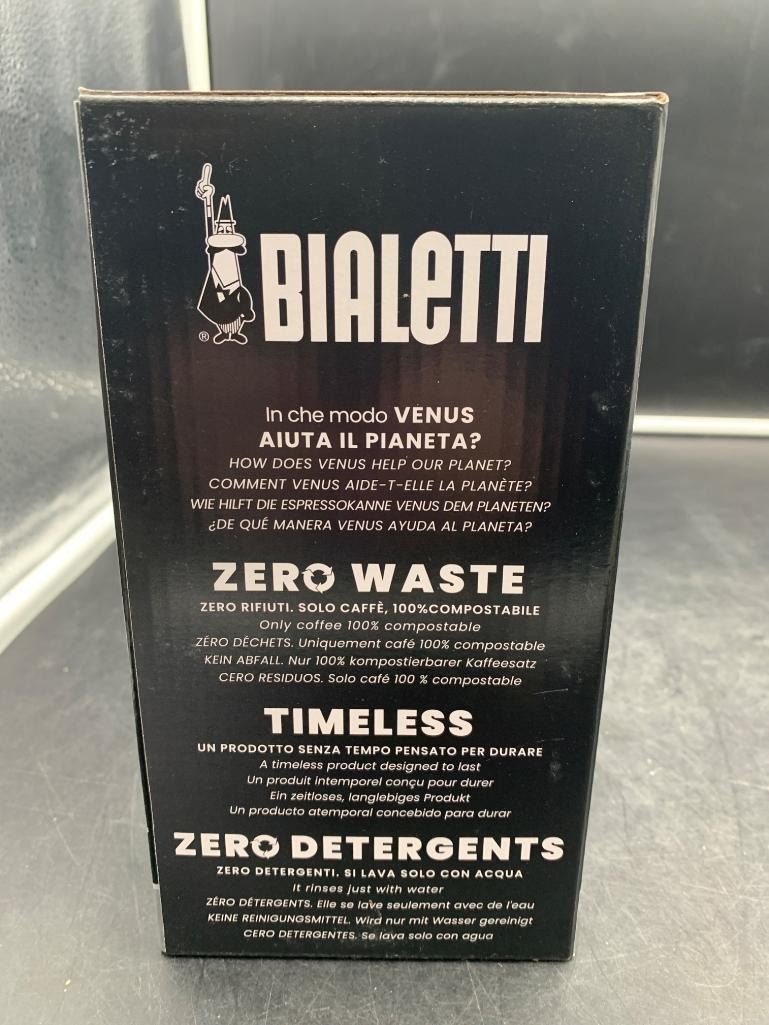 BIALETTI
®
In che modo VENUS
AIUTA IL PIANETA?
HOW DOES VENUS HELP OUR PLANET?
COMMENT VENUS AIDE-T-ELLE LA PLANÈTE?
WIE HILFT DIE ESPRESSOKANNE VENUS DEM PLANETEN?
¿DE QUÉ MANERA VENUS AYUDA AL PLANETA?
ZERO WASTE
ZERO RIFIUTI. SOLO CAFFÈ, 100%COMPOSTABILE
Only coffee 100% compostable
ZÉRO DÉCHETS. Uniquement café 100% compostable
KEIN ABFALL. Nur 100% kompostierbarer Kaffeesatz
CERO RESIDUOS. Solo café 100 % compostable
TIMELESS
UN PRODOTTO SENZA TEMPO PENSATO PER DURARE
A timeless product designed to last
Un produit intemporel conçu pour durer
Ein zeitloses, langlebiges Produkt
Un producto atemporal concebido para durar
ZERO DETERGENTS
ZERO DETERGENTI. SI LAVA SOLO CON ACQUA
It rinses just with water
ZÉRO DÉTERGENTS. Elle se lave seulement avec de l'eau
KEINE REINIGUNGSMITTEL. Wird nur mit Wasser gereinigt
CERO DETERGENTES. Se lava solo con agua